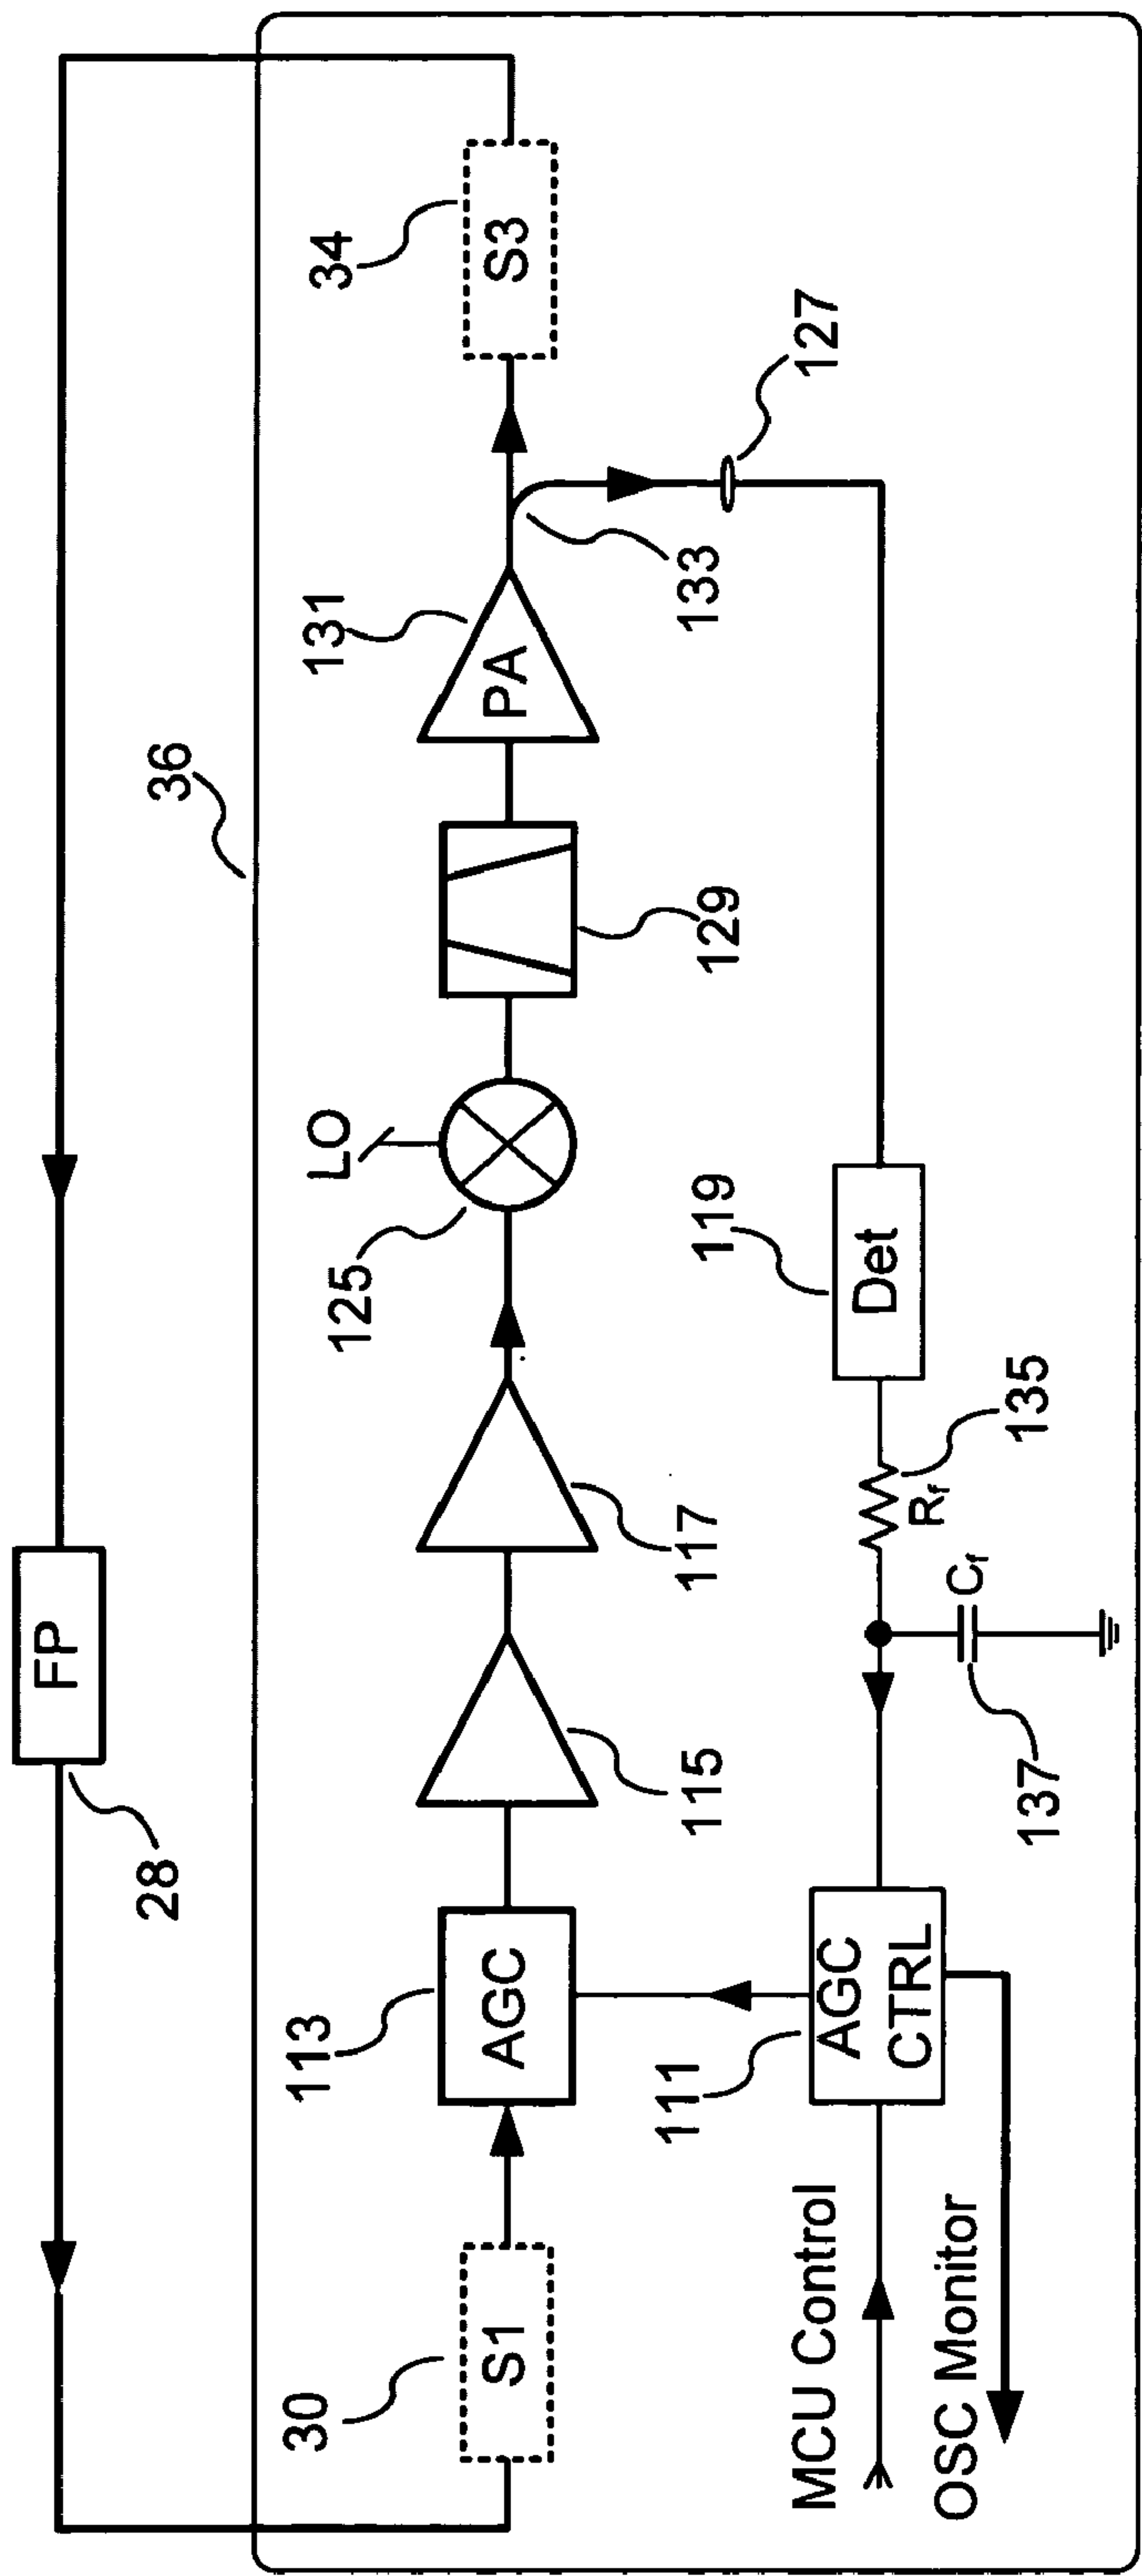 FP
28
36
30
S1
113
AGC
115
117
125
LO
129
131
PA
133
34
S3
127
111
AGC
CTRL
MCU Control
OSC Monitor
137
Cf
Rf
135
119
Det